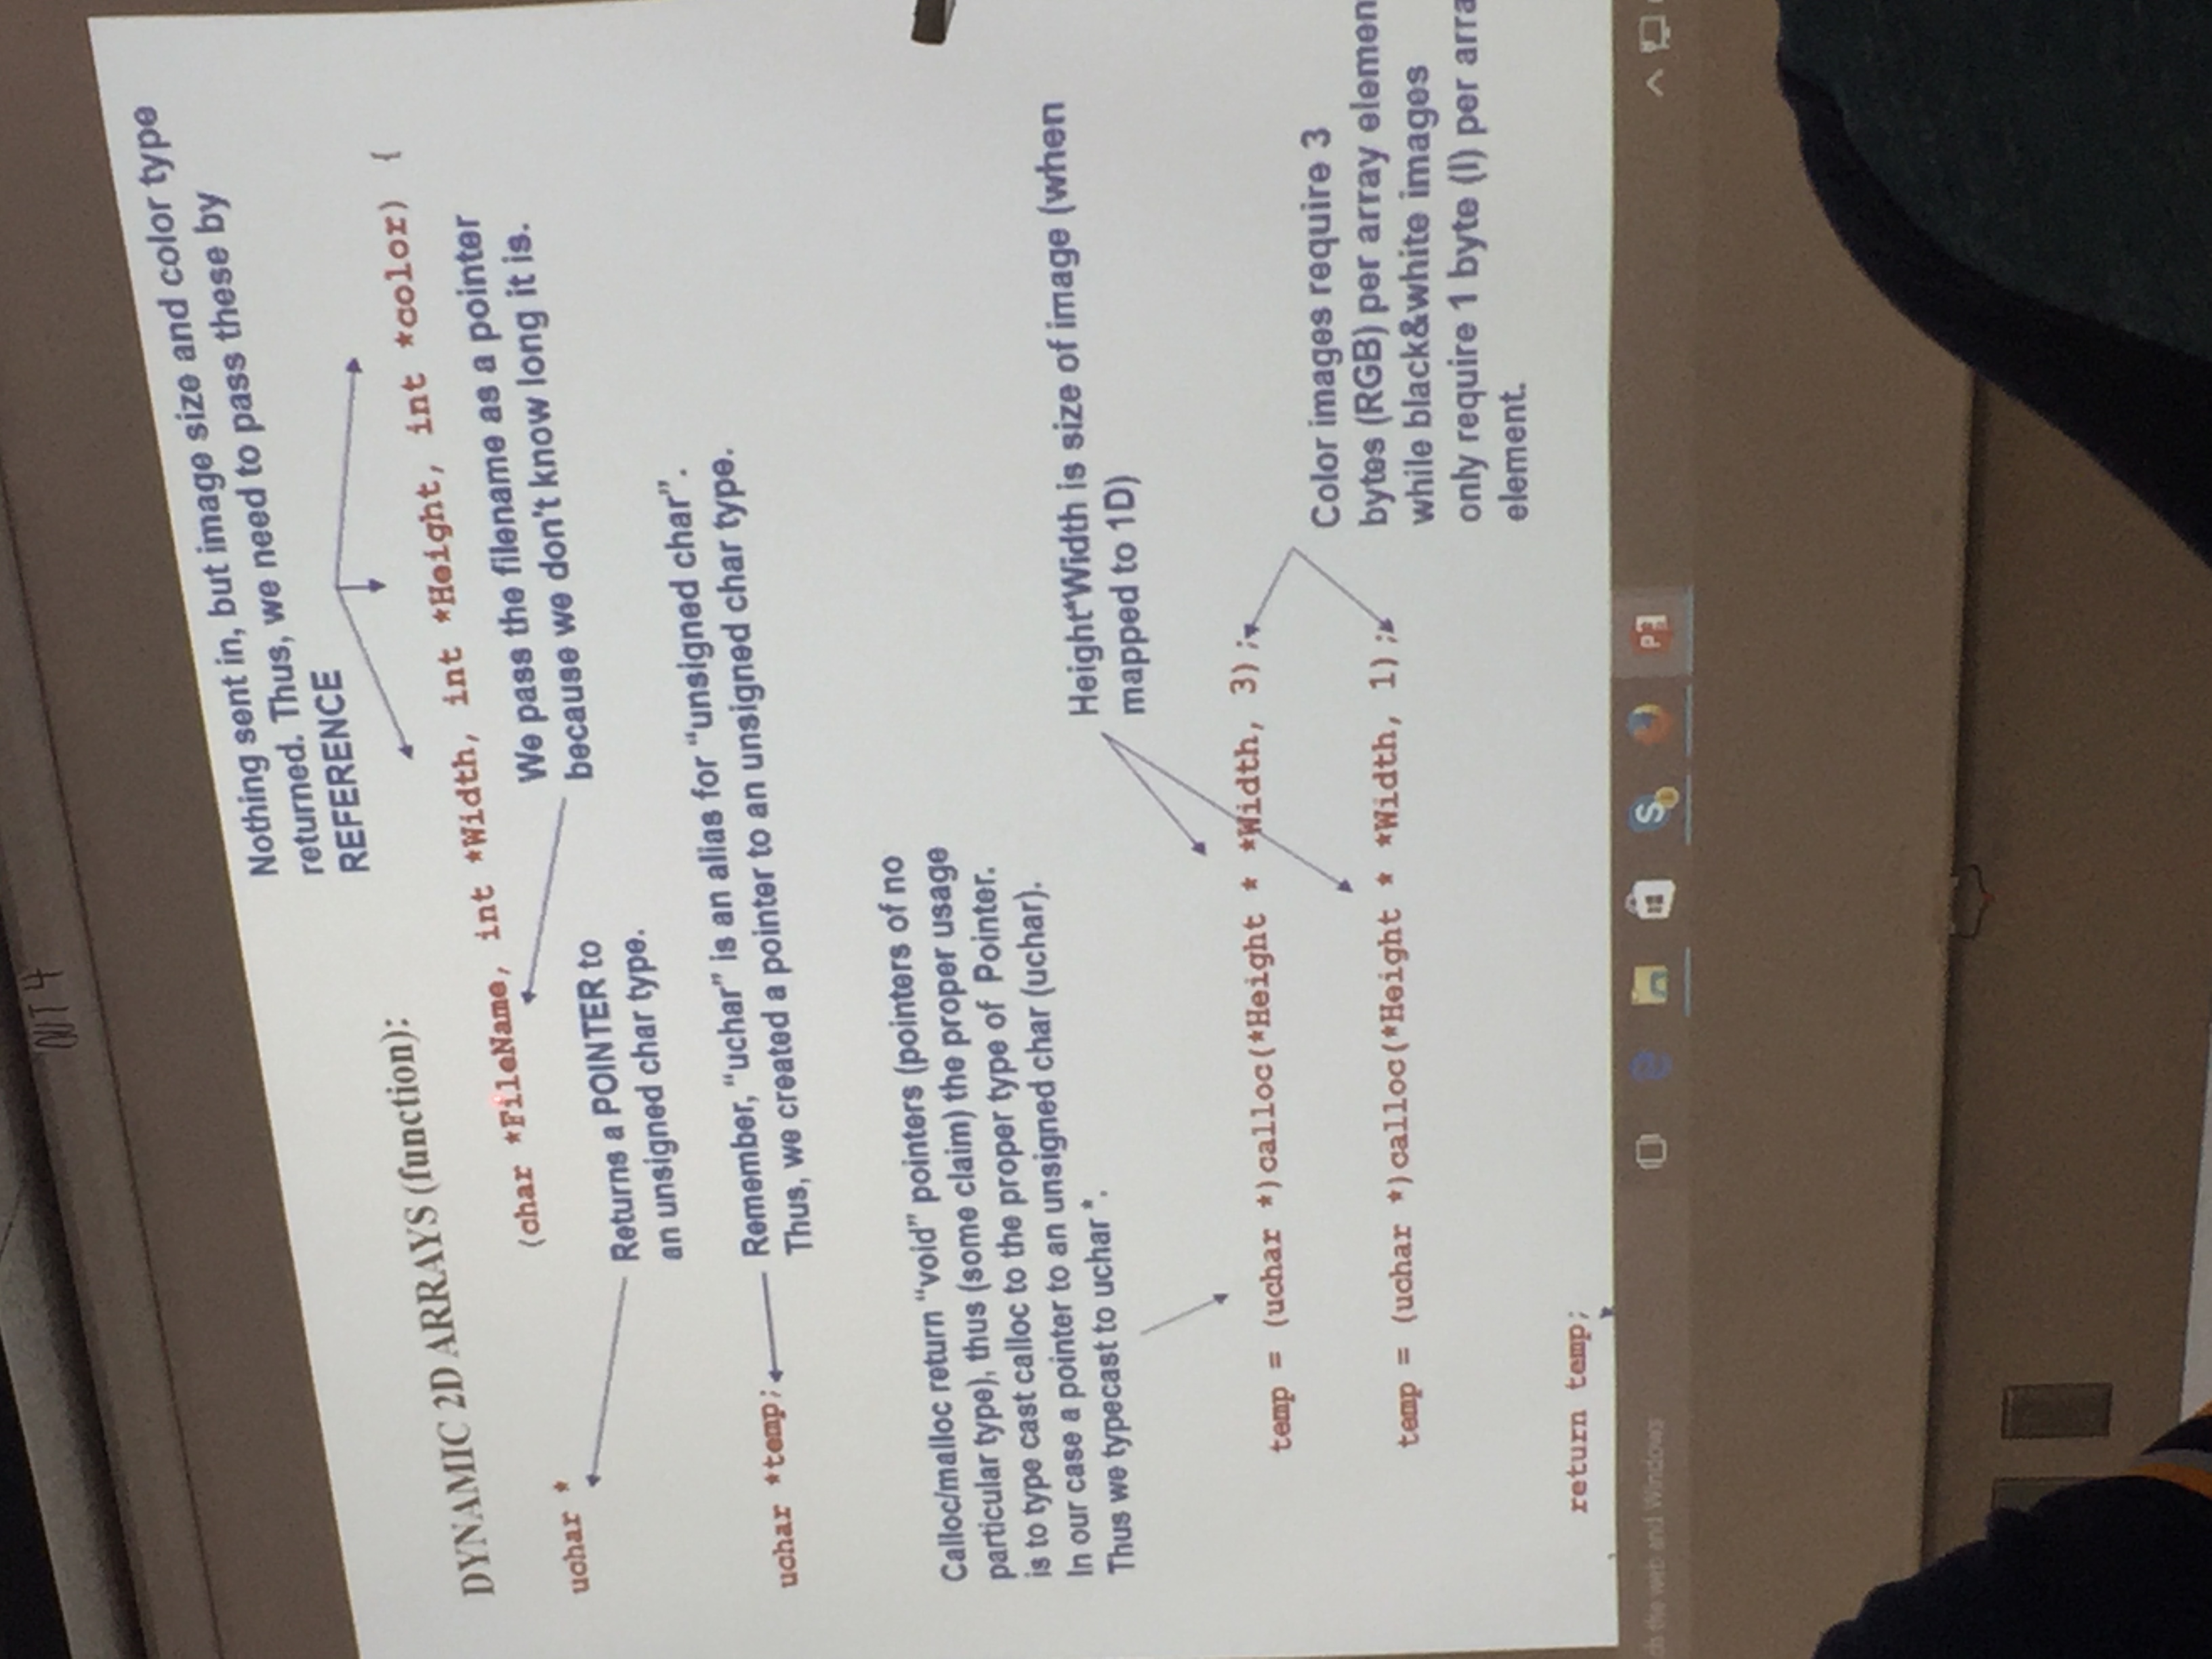 OUT 4
Nothing sent in, but image size and color type
returned. Thus, we need to pass these by
REFERENCE
DYNAMIC 2D ARRAYS (function):
uchar * (char *FileName, int *Width, int *Height, int *color) {
We pass the filename as a pointer
because we don't know long it is.
Returns a POINTER to
an unsigned char type.
uchar *temp;
Remember, “uchar” is an alias for “unsigned char”.
Thus, we created a pointer to an unsigned char type.
Calloc/malloc return “void” pointers (pointers of no
particular type), thus (some claim) the proper usage
is to type cast calloc to the proper type of Pointer.
In our case a pointer to an unsigned char (uchar).
Thus we typecast to uchar *.
Height*Width is size of image (when
mapped to 1D)
temp = (uchar *)calloc(*Height * *Width, 3);
temp = (uchar *)calloc(*Height * *Width, 1);
Color images require 3
bytes (RGB) per array elemen
while black&white images
only require 1 byte (I) per arra
element.
return temp;
ch the web and Windows